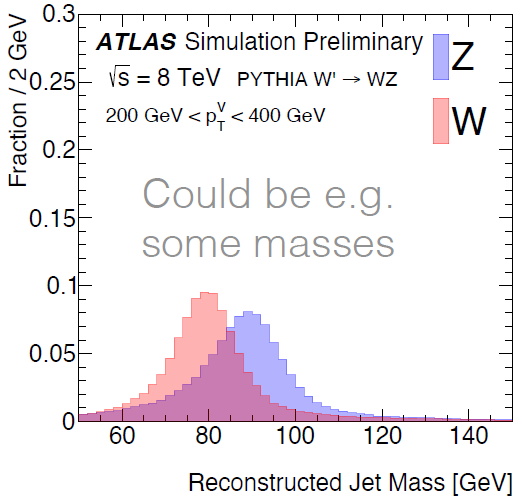 0.3
ATLAS Simulation Preliminary
Z
√s = 8 TeV PYTHIA W' → WZ
200 GeV < p_T^V < 400 GeV
W
Fraction / 2 GeV
0.25
0.2
0.15
0.1
0.05
0
Could be e.g.
some masses
60 80 100 120 140
Reconstructed Jet Mass [GeV]